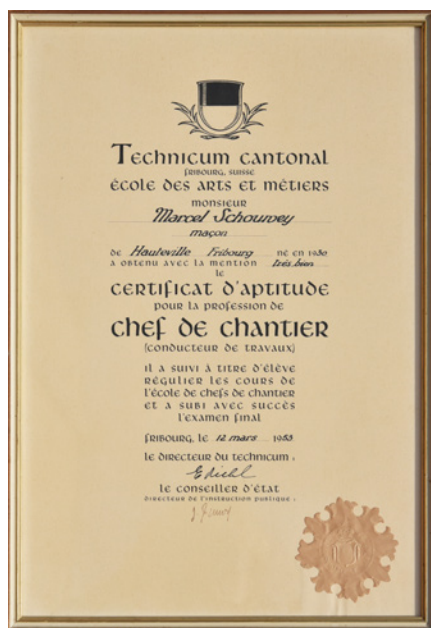 Technicum cantonal
fribourg, suisse
école des arts et métiers
monsieur
Marcel Schouwey
maçon
de Hauteville Fribourg né en 1930
a obtenu avec la mention très bien
le
certificat d'aptitude
pour la profession de
chef de chantier
(conducteur de travaux)
il a suivi à titre d'élève
régulier les cours de
l'école de chefs de chantier
et a subi avec succès
l'examen final
fribourg, le 12 mars 1953
le directeur du technicum :
le conseiller d'état
directeur de l'instruction publique :